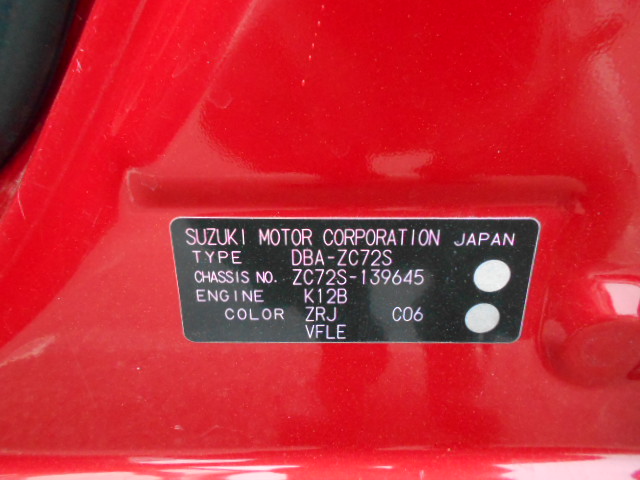 SUZUKI MOTOR CORPORATION JAPAN
TYPE DBA-ZC72S
CHASSIS NO. ZC72S-139645
ENGINE K12B
COLOR ZRJ C06
VFLE